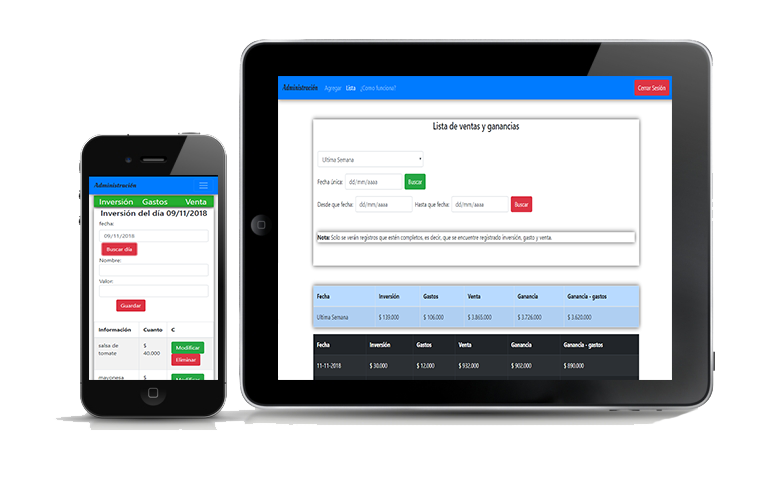 Administración
Inversión Gastos Venta
Inversión del día 09/11/2018
fecha:
09/11/2018
Buscar día
Nombre:
Valor:
Guardar
Información Cuanto C
salsa de tomate $ 40.000 Modificar
Eliminar
mayonesa $ Modificar
Administración Agregar Lista ¿Como funciona? Cerrar Sesión
Lista de ventas y ganancias
Ultima Semana
Fecha única: dd/mm/aaaa Buscar
Desde que fecha: dd/mm/aaaa Hasta que fecha: dd/mm/aaaa Buscar
Nota: Solo se verán registros que estén completos, es decir, que se encuentre registrado inversión, gasto y venta.
Fecha Inversión Gastos Venta Ganancia Ganancia - gastos
Ultima Semana $ 139.000 $ 106.000 $ 3.865.000 $ 3.726.000 $ 3.620.000
Fecha Inversión Gastos Venta Ganancia Ganancia - gastos
11-11-2018 $ 30.000 $ 12.000 $ 932.000 $ 902.000 $ 890.000